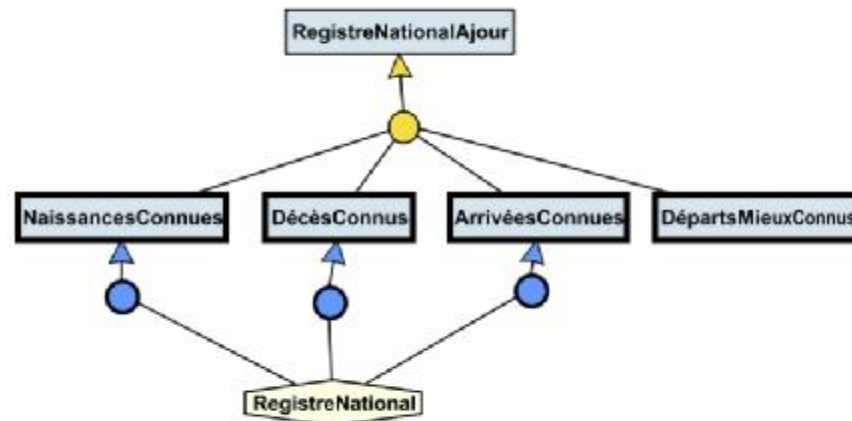 RegistreNationalAjour
NaissancesConnues
DécèsConnus
ArrivéesConnues
DépartsMieuxConnus
RegistreNational